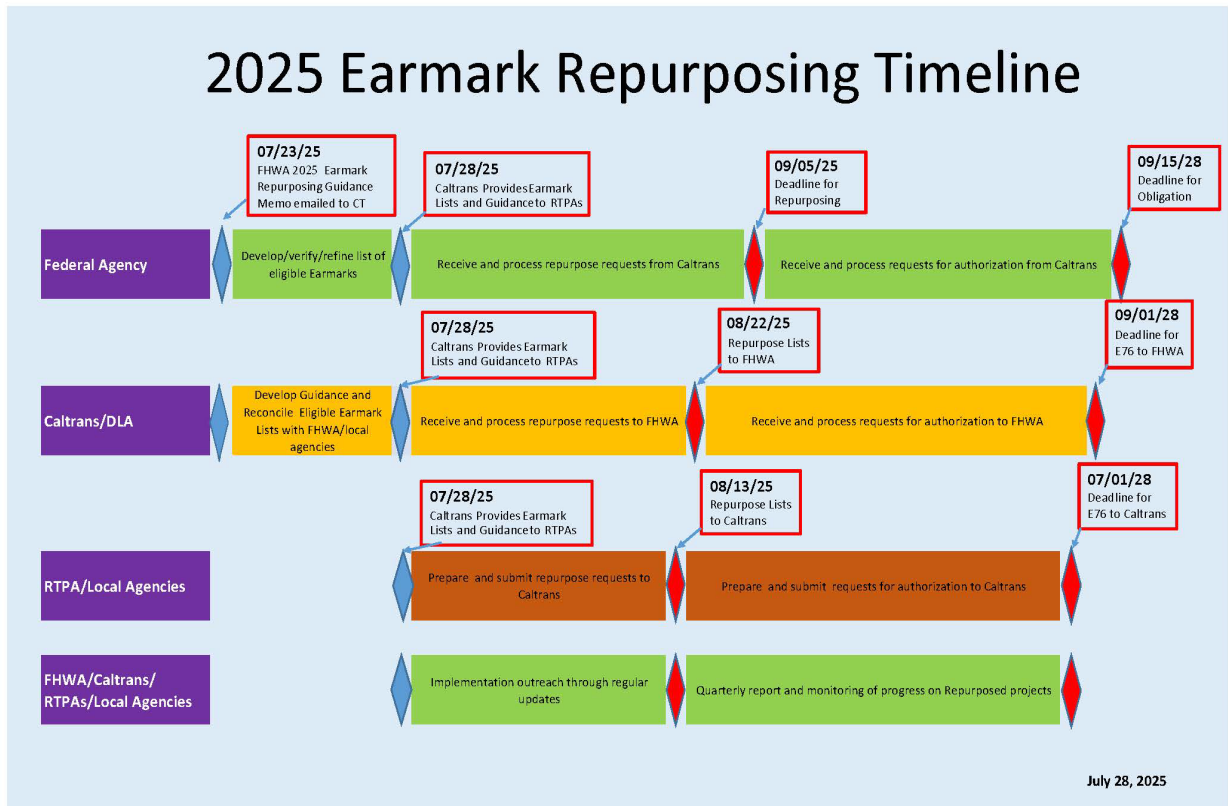 2025 Earmark Repurposing Timeline
07/23/25
FHWA 2025 Earmark
Repurposing Guidance
Memo emailed to CT
07/28/25
Caltrans Provides Earmark
Lists and Guidance to RTPAs
09/05/25
Deadline for
Repurposing
09/15/28
Deadline for
Obligation
Federal Agency
Develop/verify/refine list of
eligible Earmarks
Receive and process repurpose requests from Caltrans
Receive and process requests for authorization from Caltrans
07/28/25
Caltrans Provides Earmark
Lists and Guidance to RTPAs
08/22/25
Repurpose Lists
to FHWA
09/01/28
Deadline for
E76 to FHWA
Caltrans/DLA
Develop Guidance and
Reconcile Eligible Earmark
Lists with FHWA/local
agencies
Receive and process repurpose requests to FHWA
Receive and process requests for authorization to FHWA
07/28/25
Caltrans Provides Earmark
Lists and Guidance to RTPAs
08/13/25
Repurpose Lists
to Caltrans
07/01/28
Deadline for
E76 to Caltrans
RTPA/Local Agencies
Prepare and submit repurpose requests to
Caltrans
Prepare and submit requests for authorization to Caltrans
FHWA/Caltrans/
RTPAs/Local Agencies
Implementation outreach through regular
updates
Quarterly report and monitoring of progress on Repurposed projects
July 28, 2025